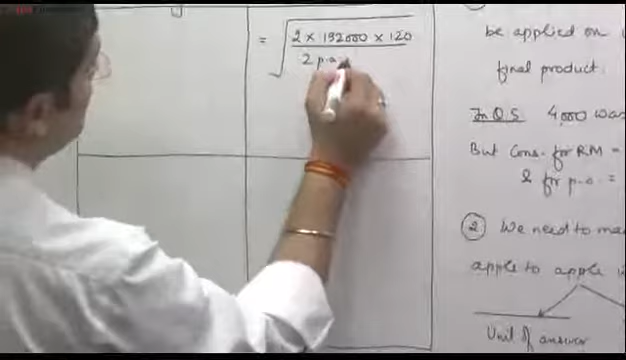 = √ 2 × 192000 × 120
2 p.a.
be applied on
final product.
In QS. 4,000 was
But Cons. for RM =
& for p.o. =
② We need to ma
apple to apple
Unit of answer